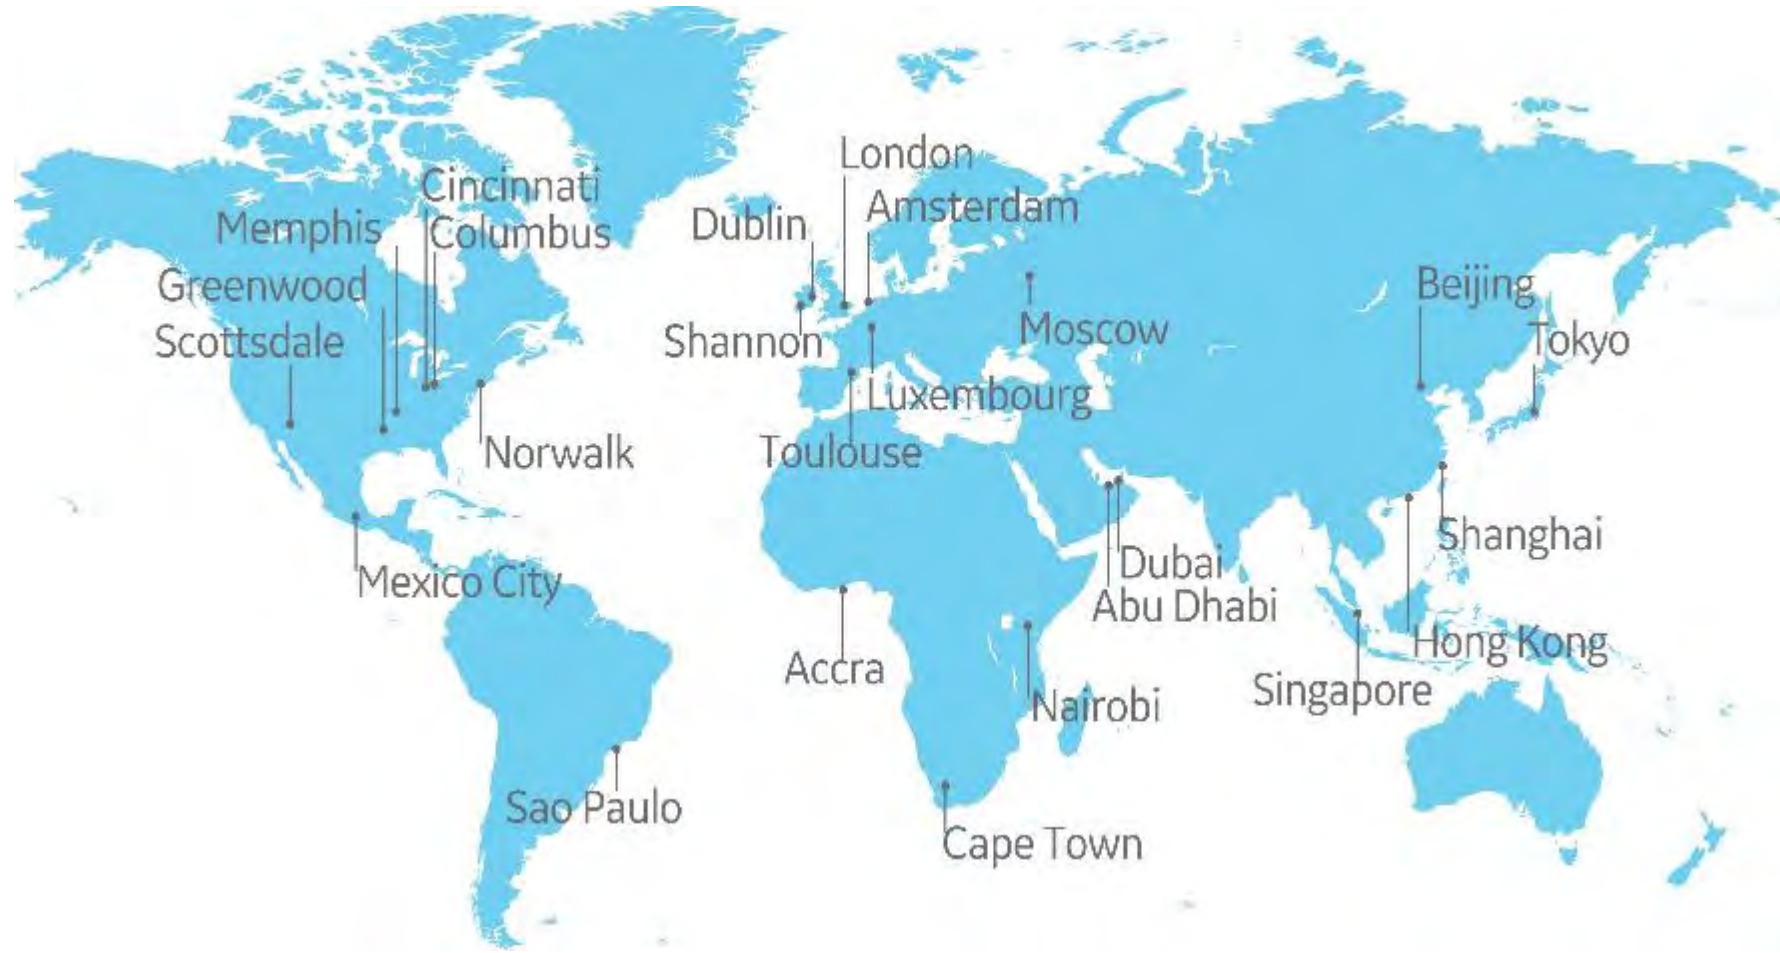 London
Cincinnati
Amsterdam
Memphis
Columbus
Dublin
Greenwood
Beijing
Scottsdale
Shannon
Moscow
Tokyo
Luxembourg
Norwalk
Toulouse
Shanghai
Mexico City
Dubai
Abu Dhabi
Accra
Hong Kong
Nairobi
Singapore
Sao Paulo
Cape Town